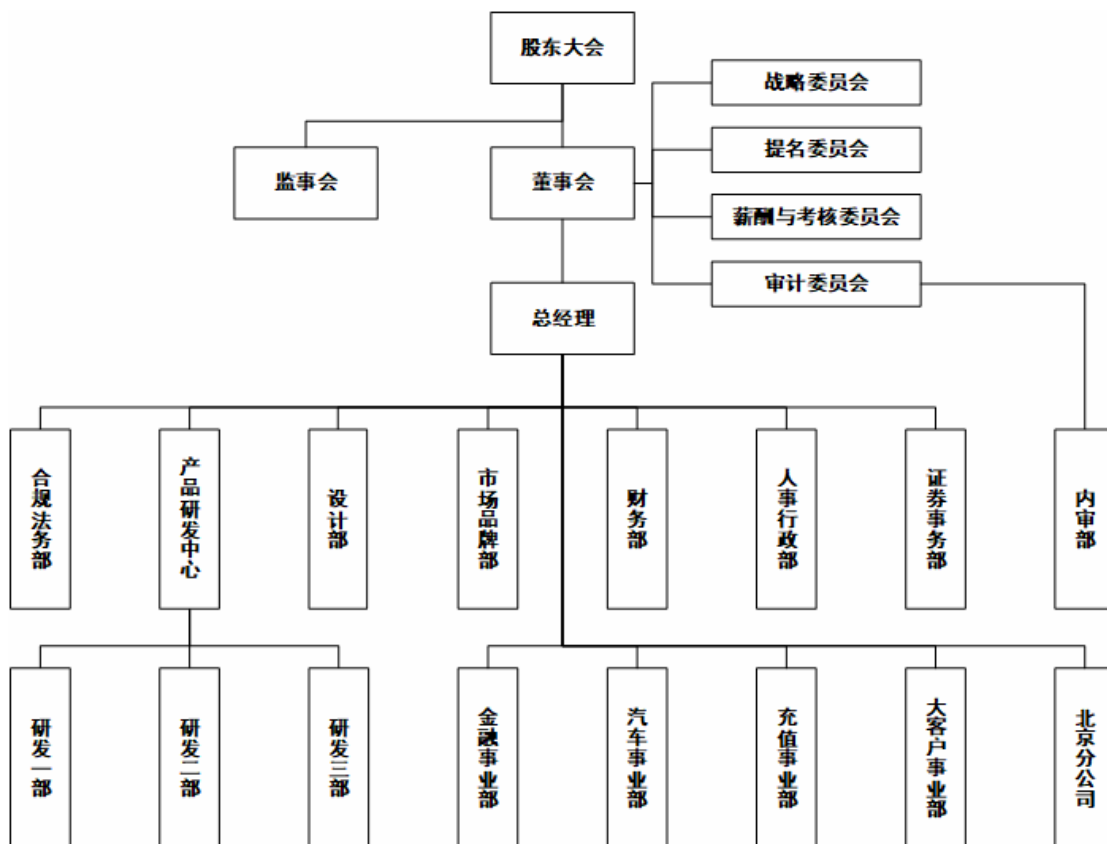 股东大会
战略委员会
提名委员会
监事会
董事会
薪酬与考核委员会
审计委员会
总经理
合规法务部
产品研发中心
设计部
市场品牌部
财务部
人事行政部
证券事务部
内审部
研发一部
研发二部
研发三部
金融事业部
汽车事业部
充值事业部
大客户事业部
北京分公司